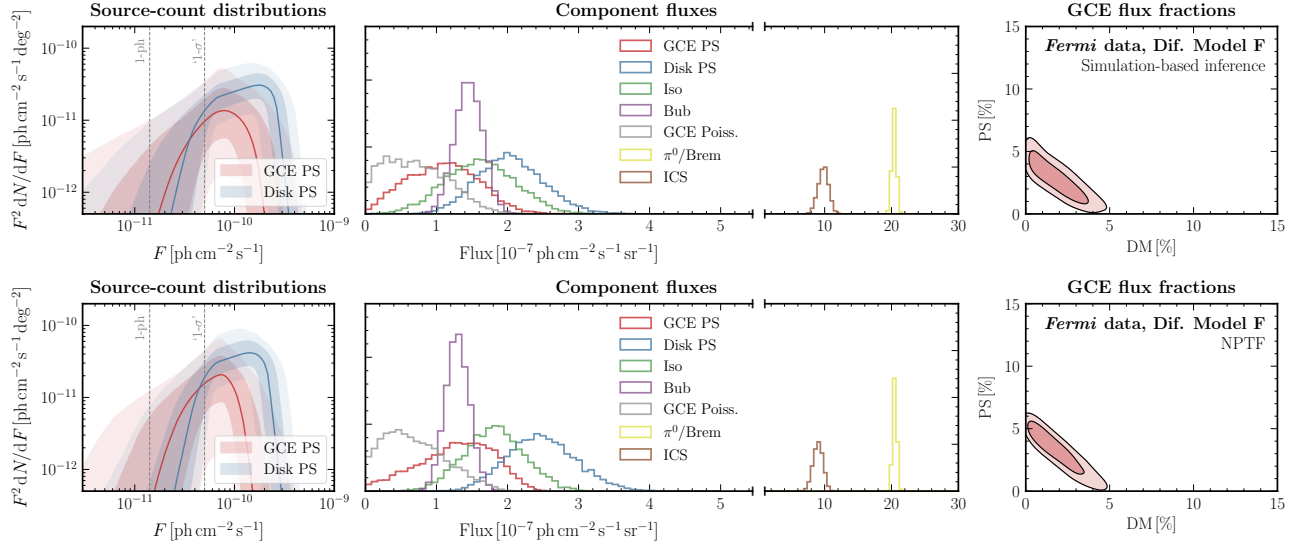 Source-count distributions
Component fluxes
GCE flux fractions
F² dN/dF [ph cm⁻² s⁻¹ deg⁻²]
10⁻¹⁰
10⁻¹¹
10⁻¹²
1-ph
‘1-σ’
GCE PS
Disk PS
10⁻¹¹
10⁻¹⁰
10⁻⁹
F [ph cm⁻² s⁻¹]
GCE PS
Disk PS
Iso
Bub
GCE Poiss.
π⁰/Brem
ICS
0 1 2 3 4 5
10 20 30
Flux [10⁻⁷ ph cm⁻² s⁻¹ sr⁻¹]
Fermi data, Dif. Model F
Simulation-based inference
PS [%]
15
10
5
0
0 5 10 15
DM [%]
Source-count distributions
Component fluxes
GCE flux fractions
F² dN/dF [ph cm⁻² s⁻¹ deg⁻²]
10⁻¹⁰
10⁻¹¹
10⁻¹²
1-ph
‘1-σ’
GCE PS
Disk PS
10⁻¹¹
10⁻¹⁰
10⁻⁹
F [ph cm⁻² s⁻¹]
GCE PS
Disk PS
Iso
Bub
GCE Poiss.
π⁰/Brem
ICS
0 1 2 3 4 5
10 20 30
Flux [10⁻⁷ ph cm⁻² s⁻¹ sr⁻¹]
Fermi data, Dif. Model F
NPTF
PS [%]
15
10
5
0
0 5 10 15
DM [%]